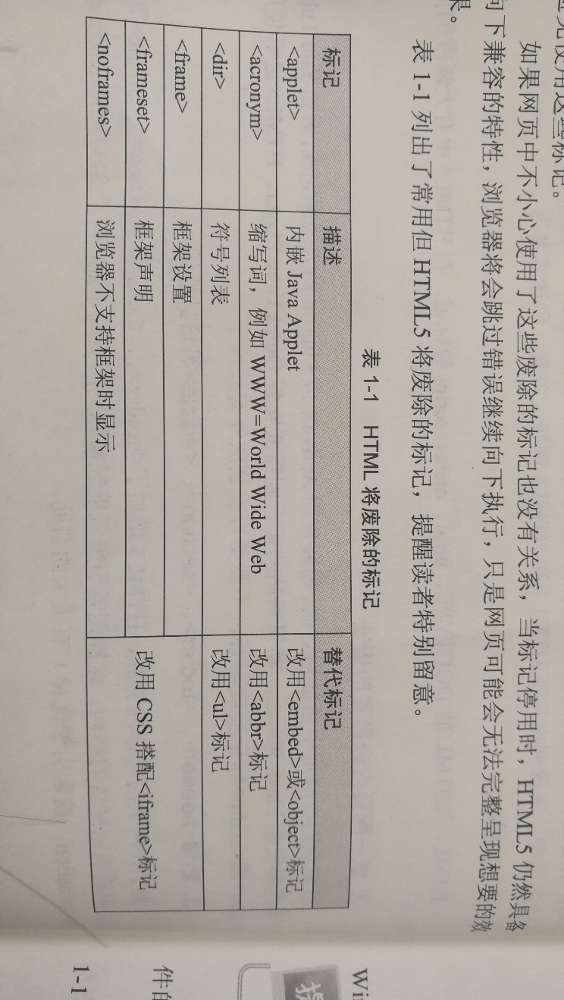 使用这些标记。
如果网页中不小心使用了这些废除的标记也没有关系，当标记停用时，HTML5 仍然具备
向下兼容的特性，浏览器将会跳过错误继续向下执行，只是网页可能会无法完整呈现想要的效
果。
表 1-1 列出了常用但 HTML5 将废除的标记，提醒读者特别留意。
表 1-1 HTML 将废除的标记
标记 描述 替代标记
<applet> 内嵌 Java Applet 改用<embed>或<object>标记
<acronym> 缩写词，例如 WWW=World Wide Web 改用<abbr>标记
<dir> 符号列表 改用<ul>标记
<frame> 框架设置
<frameset> 框架声明 改用 CSS 搭配<iframe>标记
<noframes> 浏览器不支持框架时显示
件的
1-1